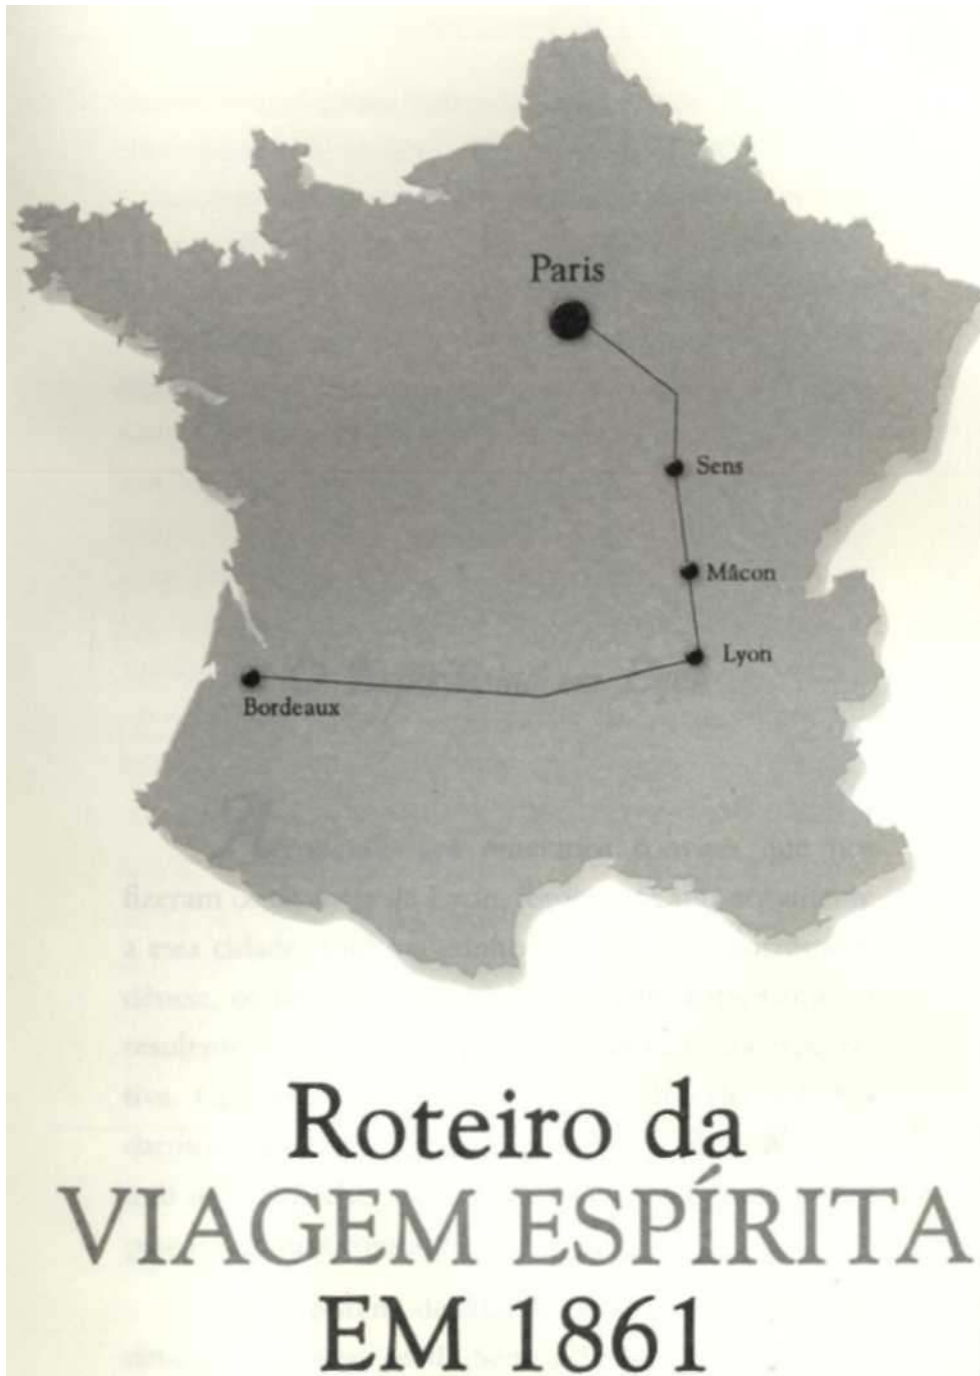 Paris
Sens
Mâcon
Lyon
Bordeaux
Roteiro da
VIAGEM ESPÍRITA
EM 1861